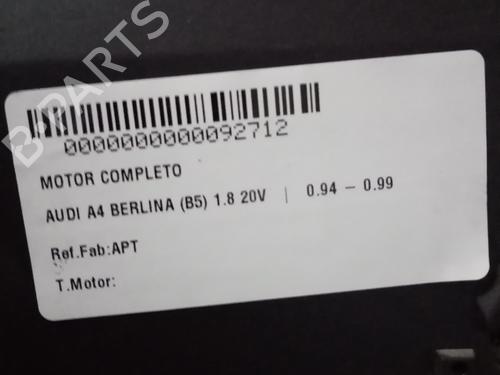 B-PARTS
0000000000092712
MOTOR COMPLETO
AUDI A4 BERLINA (B5) 1.8 20V | 0.94 – 0.99
Ref.Fab:APT
T.Motor: